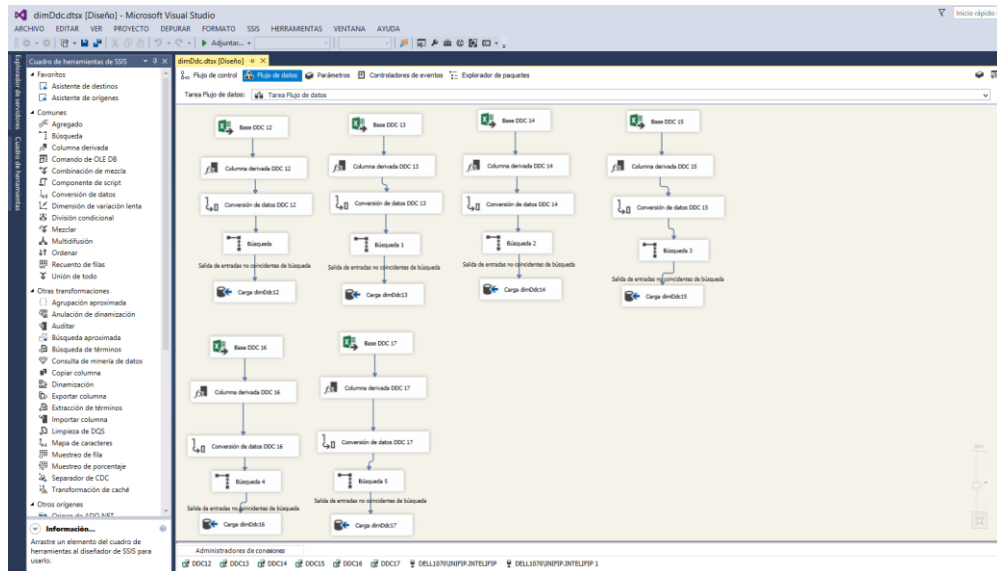 dimDdc.dtsx [Diseño] - Microsoft Visual Studio
Inicio rápido
ARCHIVO EDITAR VER PROYECTO DEPURAR FORMATO SSIS HERRAMIENTAS VENTANA AYUDA
Adjuntar...
Explorador de servidores
Cuadro de herramientas
Cuadro de herramientas de SSIS
Favoritos
Asistente de destinos
Asistente de orígenes
Comunes
Agregado
Búsqueda
Columna derivada
Comando de OLE DB
Combinación de mezcla
Componente de script
Conversión de datos
Dimensión de variación lenta
División condicional
Mezclar
Multidifusión
Ordenar
Recuento de filas
Unión de todo
Otras transformaciones
Agrupación aproximada
Anulación de dinamización
Auditar
Búsqueda aproximada
Búsqueda de términos
Consulta de minería de datos
Copiar columna
Dinamización
Exportar columna
Extracción de términos
Importar columna
Limpieza de DQS
Mapa de caracteres
Muestreo de fila
Muestreo de porcentaje
Separador de CDC
Transformación de caché
Otros orígenes
Origen de ADO NET
Información...
Arrastre un elemento del cuadro de
herramientas al diseñador de SSIS para
usarlo.
dimDdc.dtsx [Diseño]
Flujo de control Flujo de datos Parámetros Controladores de eventos Explorador de paquetes
Tarea Flujo de datos: Tarea Flujo de datos
Base DDC 12
Columna derivada DDC 12
Conversión de datos DDC 12
Búsqueda
Salida de entradas no coincidentes de búsqueda
Carga dimDdc12
Base DDC 13
Columna derivada DDC 13
Conversión de datos DDC 13
Búsqueda 1
Salida de entradas no coincidentes de búsqueda
Carga dimDdc13
Base DDC 14
Columna derivada DDC 14
Conversión de datos DDC 14
Búsqueda 2
Salida de entradas no coincidentes de búsqueda
Carga dimDdc14
Base DDC 15
Columna derivada DDC 15
Conversión de datos DDC 15
Búsqueda 3
Salida de entradas no coincidentes de búsqueda
Carga dimDdc15
Base DDC 16
Columna derivada DDC 16
Conversión de datos DDC 16
Búsqueda 4
Salida de entradas no coincidentes de búsqueda
Carga dimDdc16
Base DDC 17
Columna derivada DDC 17
Conversión de datos DDC 17
Búsqueda 5
Salida de entradas no coincidentes de búsqueda
Carga dimDdc17
Administradores de conexiones
DDC12 DDC13 DDC14 DDC15 DDC16 DDC17 DELL1070\INIFIP.INTELIFIP DELL1070\INIFIP.INTELIFIP 1